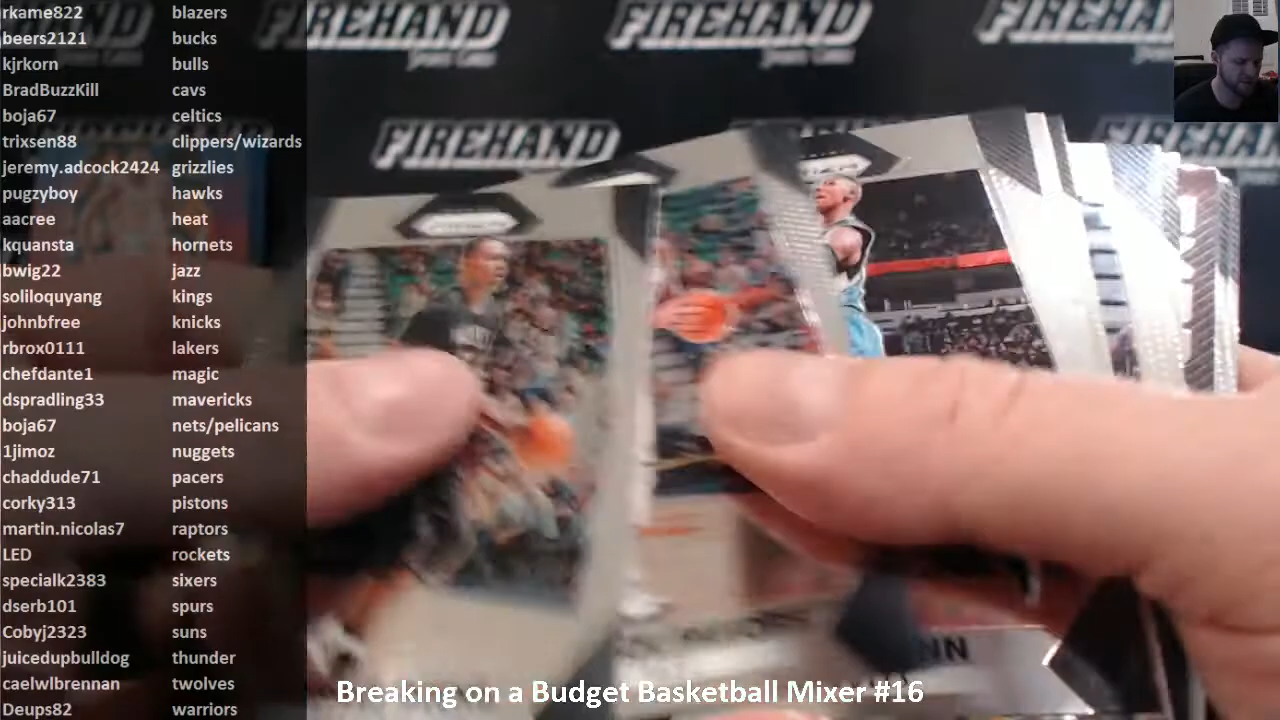 rkame822 blazers
beers2121 bucks
kjrkorn bulls
BradBuzzKill cavs
boja67 celtics
trixsen88 clippers/wizards
jeremy.adcock2424 grizzlies
pugzyboy hawks
aacree heat
kquansta hornets
bwig22 jazz
soliloquyang kings
johnbfree knicks
rbrox0111 lakers
chefdante1 magic
dspradling33 mavericks
boja67 nets/pelicans
1jimoz nuggets
chaddude71 pacers
corky313 pistons
martin.nicolas7 raptors
LED rockets
specialk2383 sixers
dserb101 spurs
Cobyj2323 suns
juicedupbulldog thunder
caelwlbrennan twolves
Deups82 warriors
FIREHAND
FIREHAND
FIREHAND
FIREHAND
FIREHAND
Breaking on a Budget Basketball Mixer #16